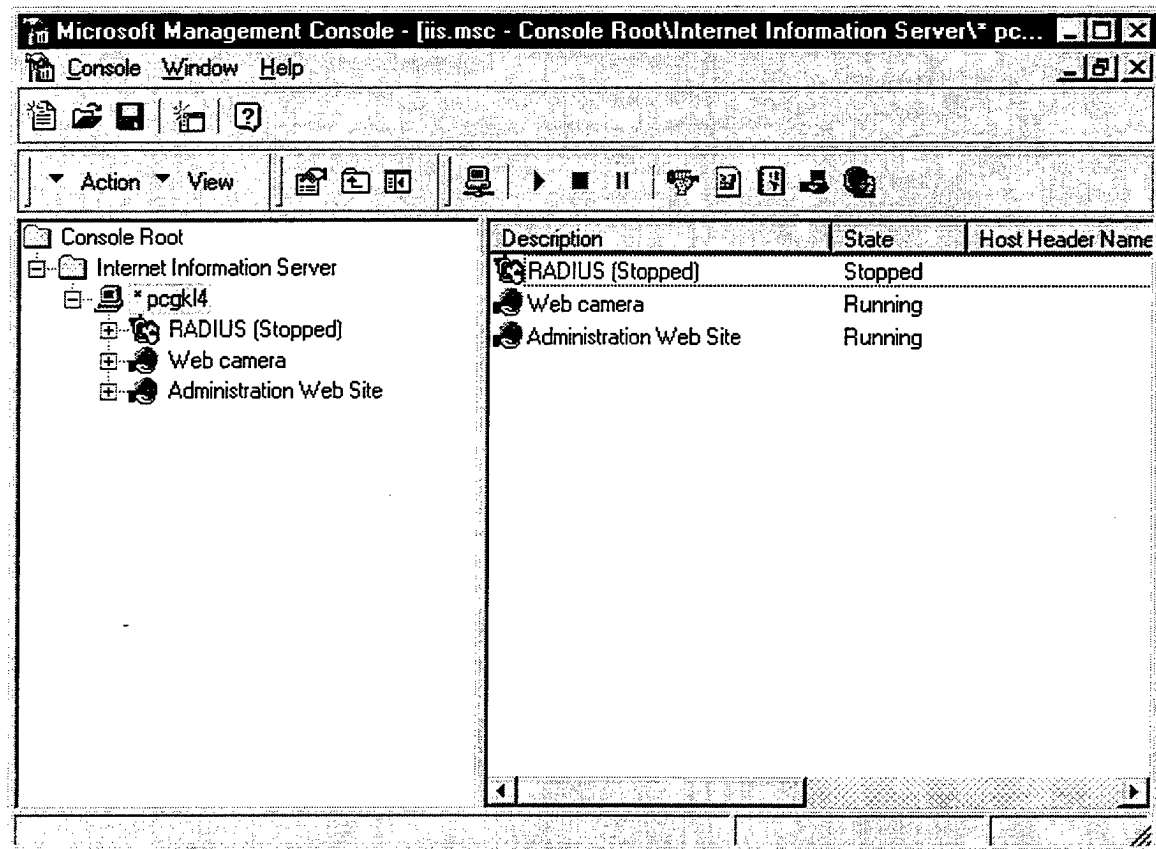 Microsoft Management Console - [iis.msc - Console Root\Internet Information Server\* pc...
Console Window Help
Action View
Console Root
Internet Information Server
* pcgkl4
RADIUS (Stopped)
Web camera
Administration Web Site
Description State Host Header Name
RADIUS (Stopped) Stopped
Web camera Running
Administration Web Site Running